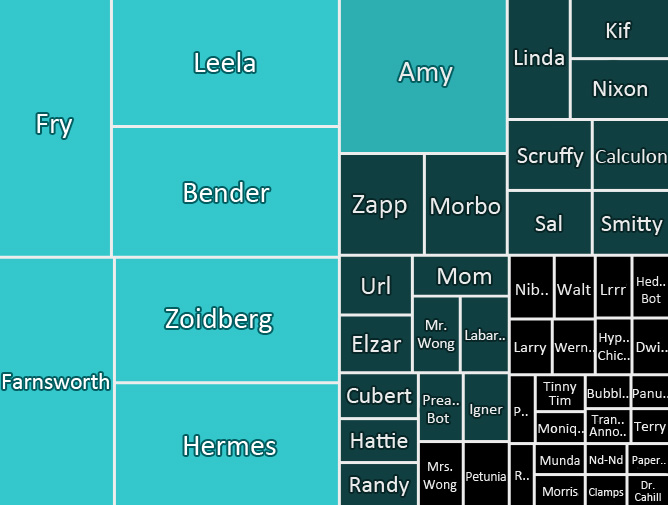 Fry
Leela
Bender
Farnsworth
Zoidberg
Hermes
Amy
Zapp
Morbo
Linda
Kif
Nixon
Scruffy
Calculon
Sal
Smitty
Url
Elzar
Mom
Mr.
Wong
Labar..
Cubert
Hattie
Randy
Prea..
Bot
Igner
Mrs.
Wong
Petunia
Nib..
Walt
Lrrr
Hed..
Bot
Larry
Wern..
Hyp..
Chic..
Dwi..
P..
Tinny
Tim
Bubbl..
Panu..
Moniq..
Tran..
Anno..
Terry
R..
Munda
Nd-Nd
Paper..
Morris
Clamps
Dr.
Cahill